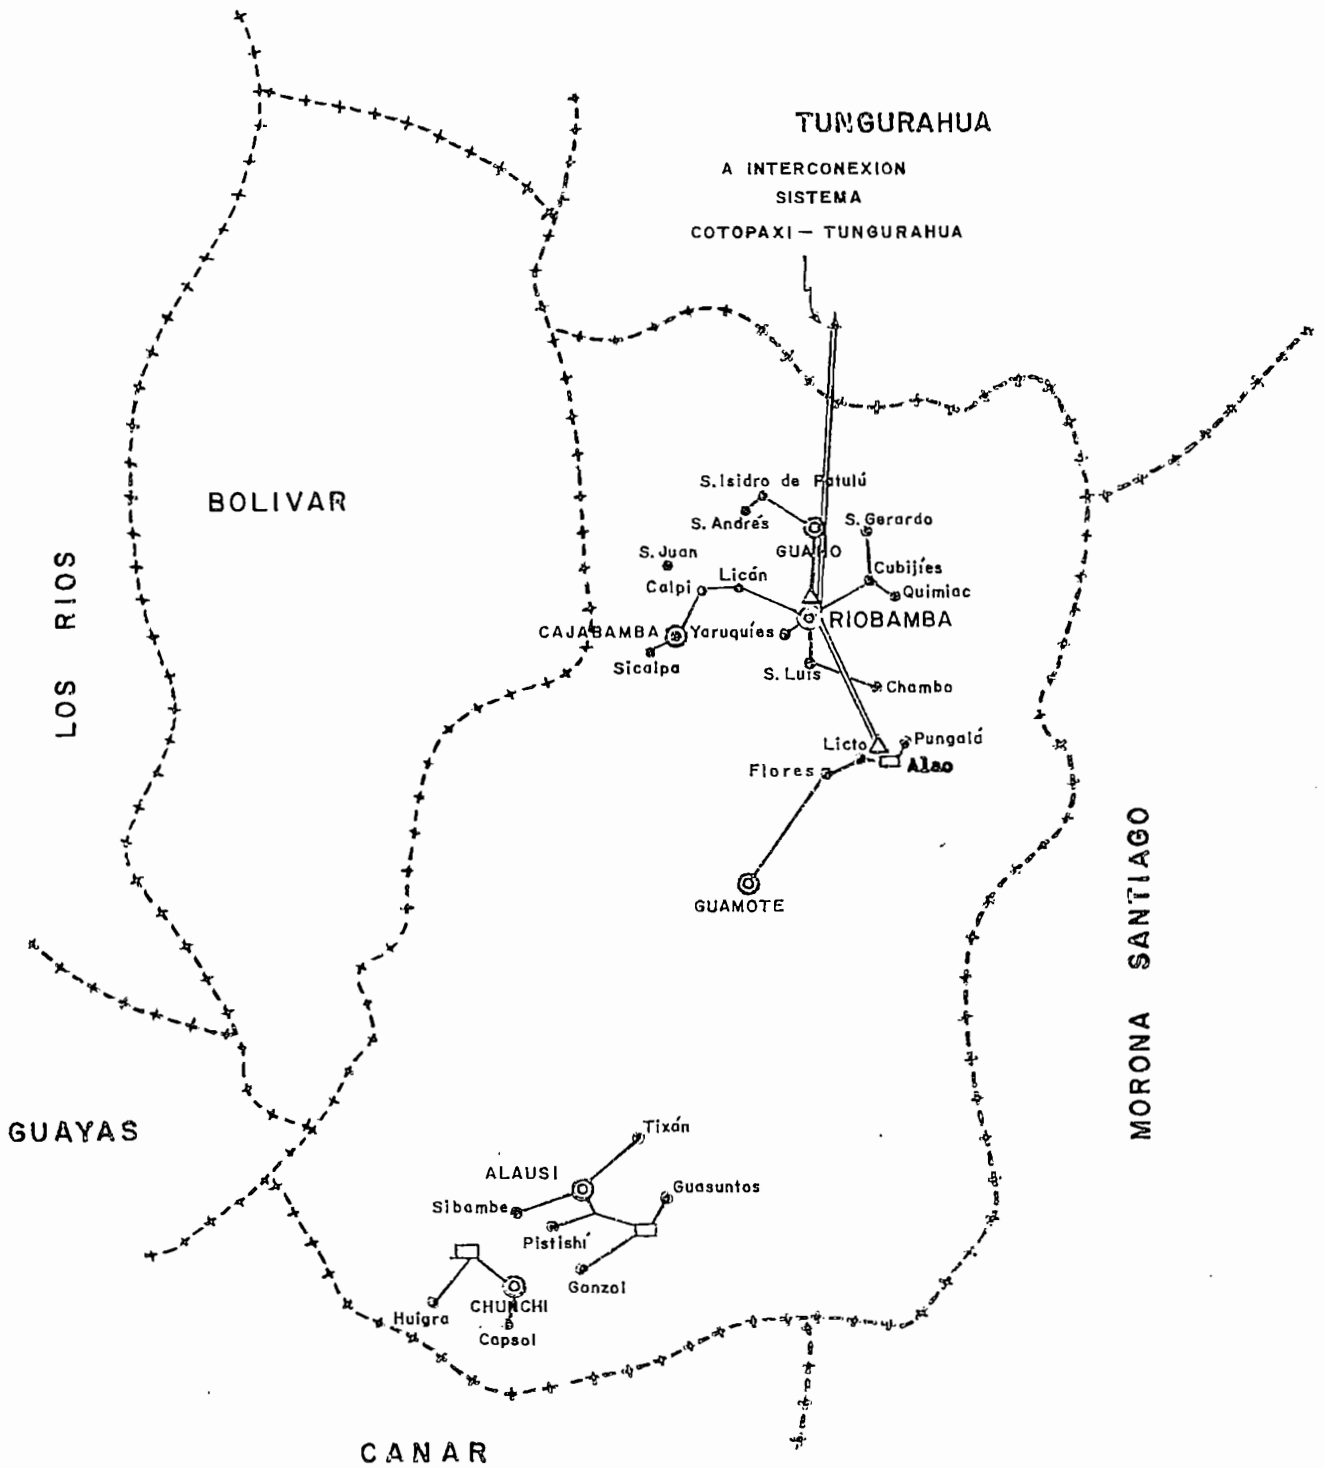 TUNGURAHUA
A INTERCONEXION
SISTEMA
COTOPAXI — TUNGURAHUA
BOLIVAR
LOS RIOS
S. Isidro de Patulú
S. Andrés
S. Gerardo
GUANO
S. Juan
Cubijíes
Licán
Calpi
Quimiac
RIOBAMBA
CAJABAMBA
Yaruquíes
Sicalpa
S. Luis
Chambo
Licto
Pungalá
Alao
Flores
GUAMOTE
MORONA SANTIAGO
GUAYAS
Tixán
ALAUSI
Guasuntos
Sibambe
Pistishí
Gonzol
CHUNCHI
Huigra
Capsol
CANAR